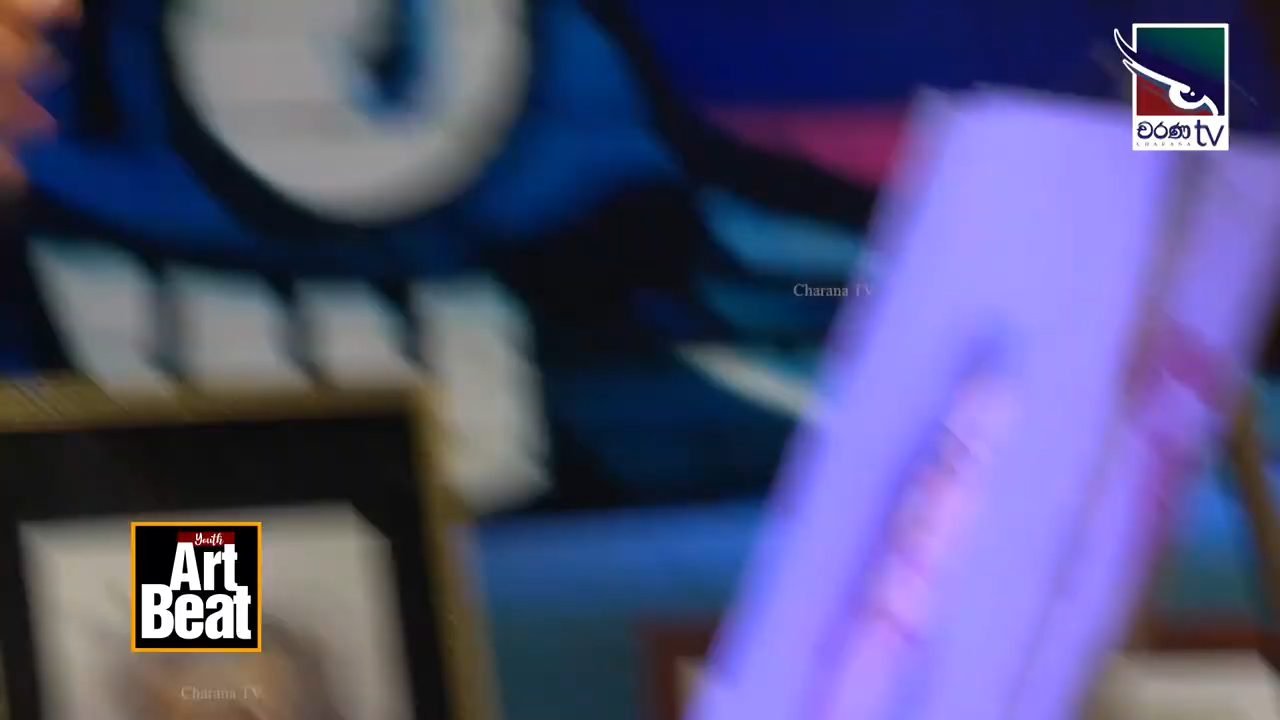 චරණ tv
CHARANA
Charana TV
Youth
Art
Beat
Charana TV